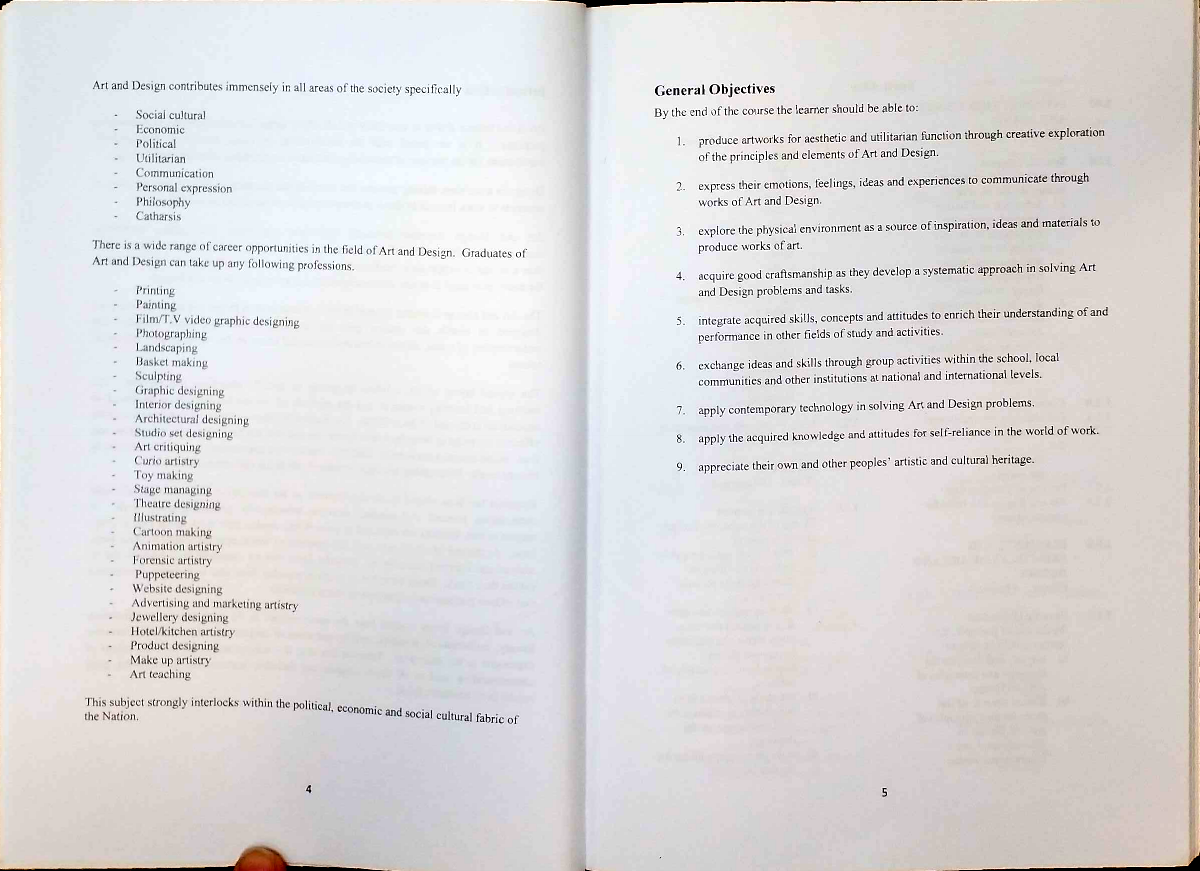 Art and Design contributes immensely in all areas of the society specifically
- Social cultural
- Economic
- Political
- Utilitarian
- Communication
- Personal expression
- Philosophy
- Catharsis
There is a wide range of career opportunities in the field of Art and Design. Graduates of
Art and Design can take up any following professions.
- Printing
- Painting
- Film/T.V video graphic designing
- Photographing
- Landscaping
- Basket making
- Sculpting
- Graphic designing
- Interior designing
- Architectural designing
- Studio set designing
- Art critiquing
- Curio artistry
- Toy making
- Stage managing
- Theatre designing
- Illustrating
- Cartoon making
- Animation artistry
- Forensic artistry
- Puppeteering
- Website designing
- Advertising and marketing artistry
- Jewellery designing
- Hotel/kitchen artistry
- Product designing
- Make up artistry
- Art teaching
This subject strongly interlocks within the political, economic and social cultural fabric of
the Nation.
4
General Objectives
By the end of the course the learner should be able to:
1. produce artworks for aesthetic and utilitarian function through creative exploration
of the principles and elements of Art and Design.
2. express their emotions, feelings, ideas and experiences to communicate through
works of Art and Design.
3. explore the physical environment as a source of inspiration, ideas and materials to
produce works of art.
4. acquire good craftsmanship as they develop a systematic approach in solving Art
and Design problems and tasks.
5. integrate acquired skills, concepts and attitudes to enrich their understanding of and
performance in other fields of study and activities.
6. exchange ideas and skills through group activities within the school, local
communities and other institutions at national and international levels.
7. apply contemporary technology in solving Art and Design problems.
8. apply the acquired knowledge and attitudes for self-reliance in the world of work.
9. appreciate their own and other peoples' artistic and cultural heritage.
5